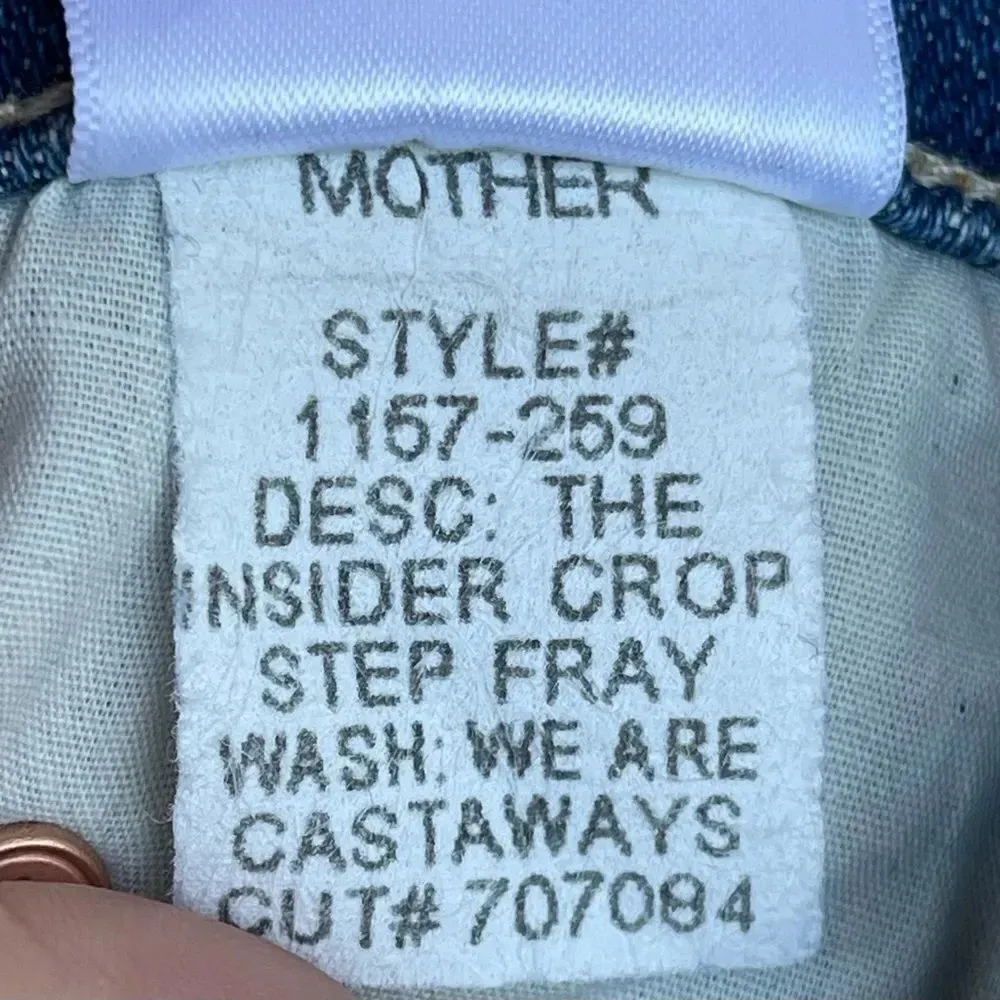 MOTHER
STYLE#
1157-259
DESC: THE
INSIDER CROP
STEP FRAY
WASH: WE ARE
CASTAWAYS
CUT# 707084